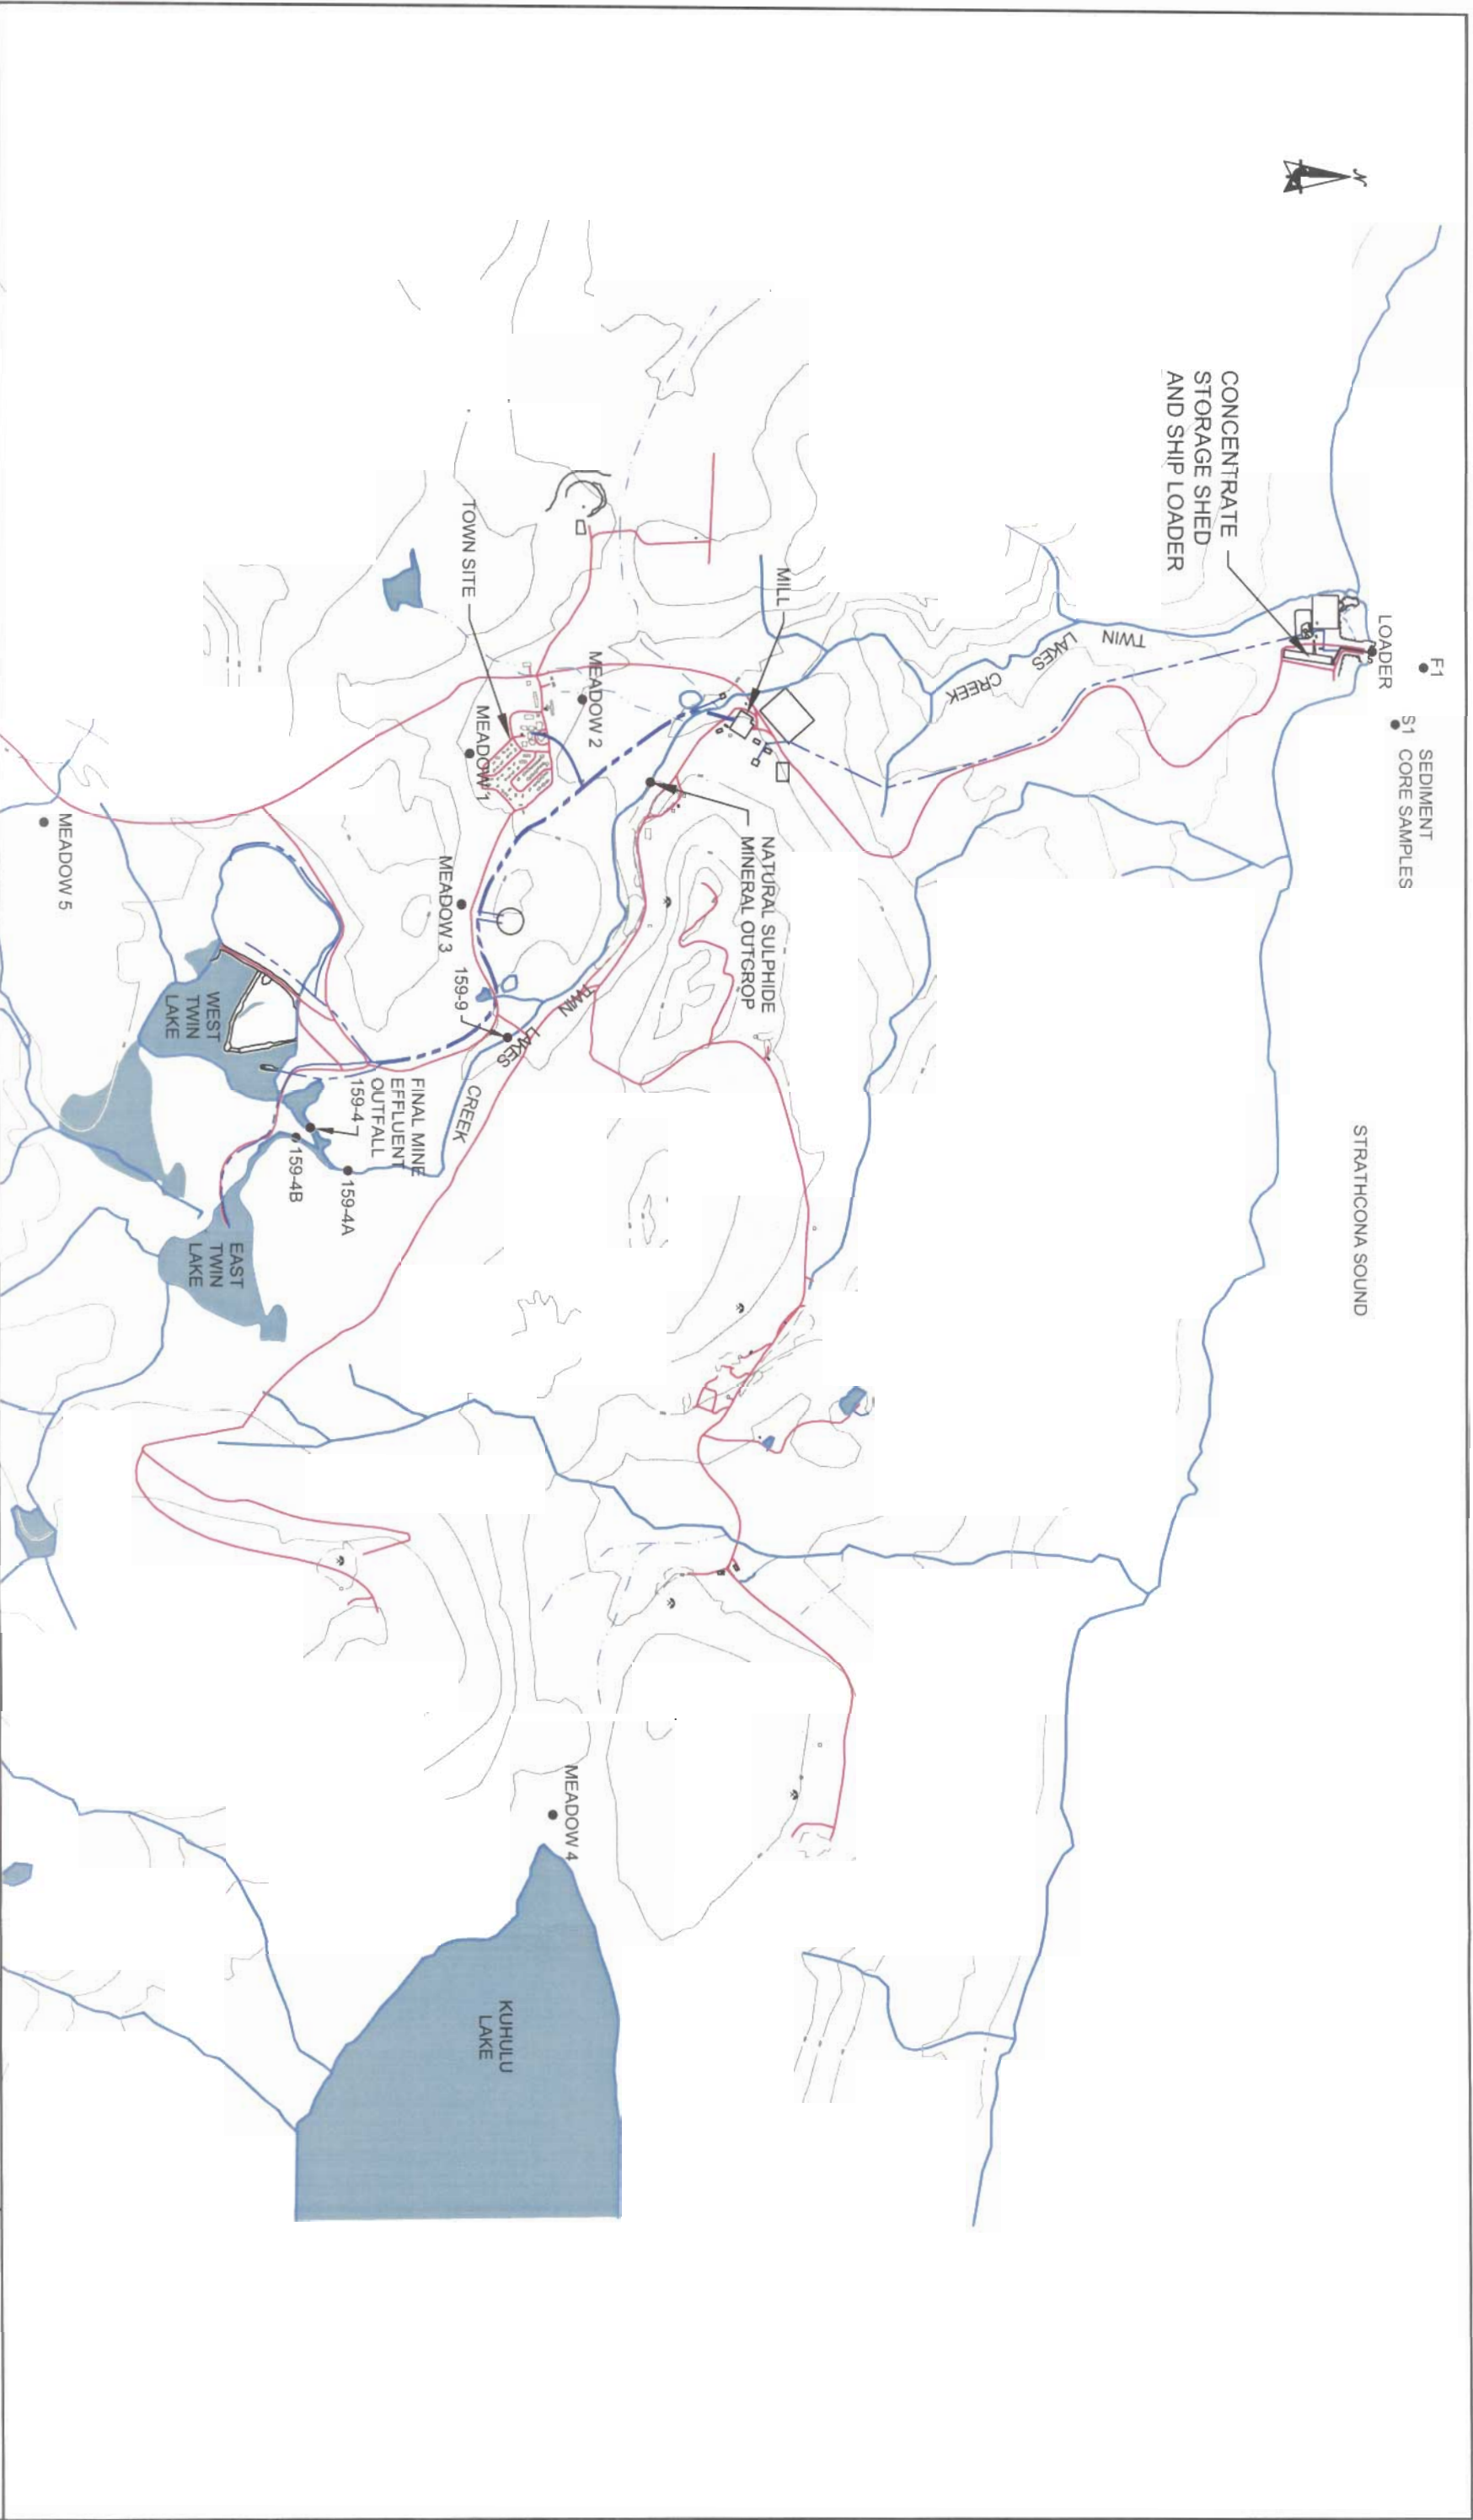 N
F1
S1
SEDIMENT
CORE SAMPLES
LOADER
STRATHCONA SOUND
CONCENTRATE
STORAGE SHED
AND SHIP LOADER
TWIN
LAKES
CREEK
MILL
NATURAL SULPHIDE
MINERAL OUTCROP
MEADOW 2
TOWN SITE
MEADOW 1
TWIN
LAKES
CREEK
MEADOW 4
MEADOW 3
159-9
KUHULU
LAKE
FINAL MINE
EFFLUENT
OUTFALL
159-4
159-4A
159-4B
WEST
TWIN
LAKE
EAST
TWIN
LAKE
MEADOW 5